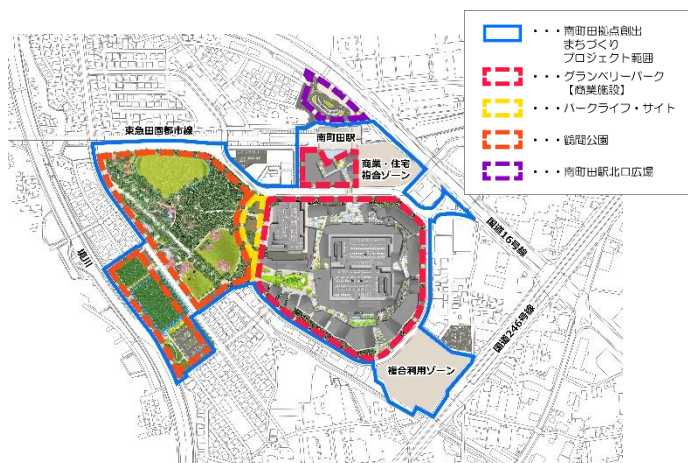 ・・・南町田拠点創出
まちづくり
プロジェクト範囲
・・・グランベリーパーク
【商業施設】
・・・パークライフ・サイト
・・・鶴間公園
・・・南町田駅北口広場
東急田園都市線
南町田駅
商業・住宅
複合ゾーン
国道16号線
境川
国道246号線
複合利用ゾーン